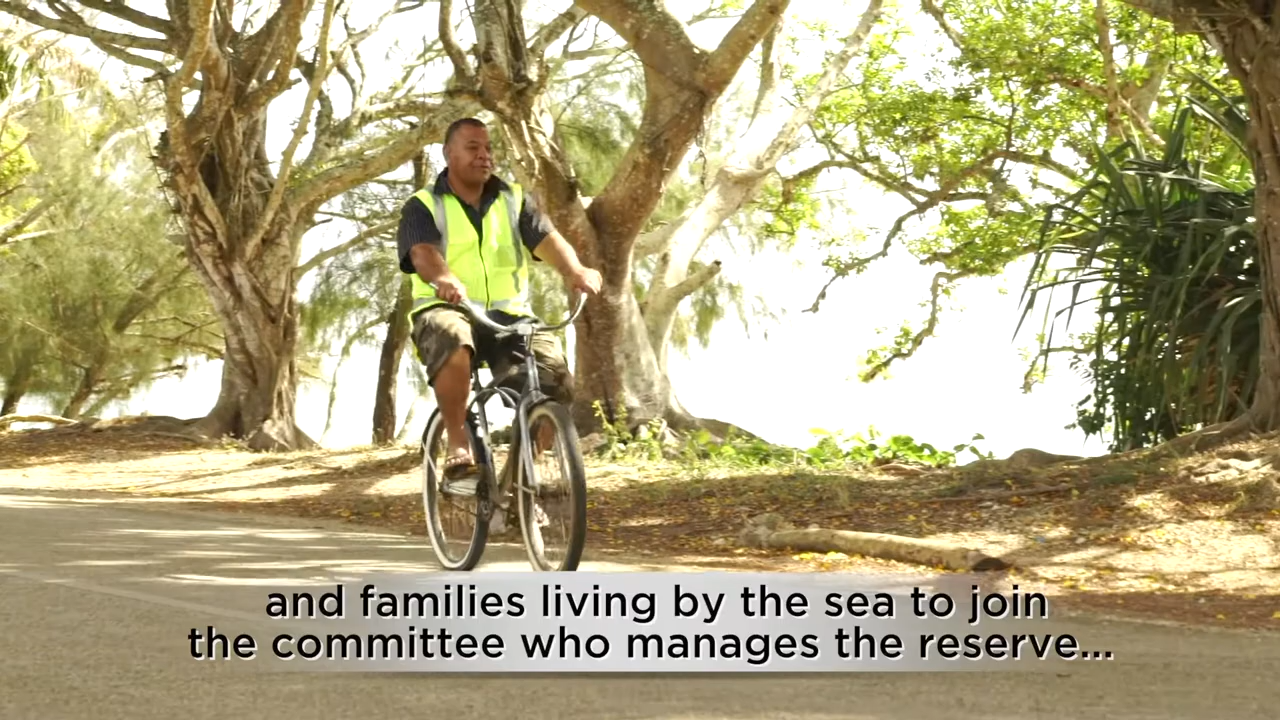 and families living by the sea to join
the committee who manages the reserve...